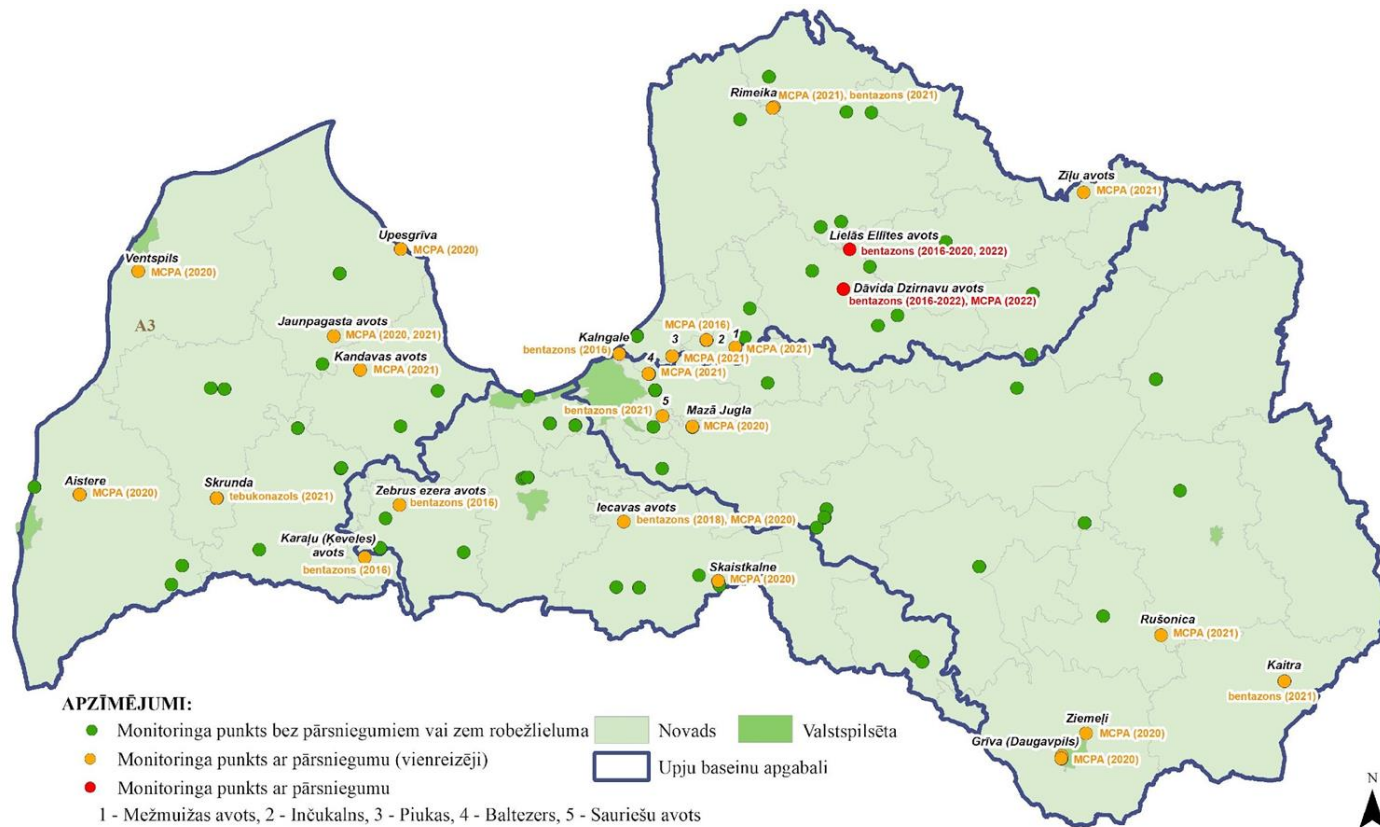 Rimeika
MCPA (2021), bentazons (2021)
Zīļu avots
MCPA (2021)
Upesgrīva
MCPA (2020)
Lielās Ellītes avots
bentazons (2016-2020, 2022)
Ventspils
MCPA (2020)
Dāvida Dzirnavu avots
bentazons (2016-2022), MCPA (2022)
A3
Jaunpagasta avots
MCPA (2020, 2021)
MCPA (2016)
Kalngale
bentazons (2016)
3
2
1
MCPA (2021)
Kandavas avots
MCPA (2021)
4
MCPA (2021)
MCPA (2021)
5
bentazons (2021)
Mazā Jugla
MCPA (2020)
Aistere
MCPA (2020)
Skrunda
tebukonazols (2021)
Zebrus ezera avots
bentazons (2016)
Iecavas avots
bentazons (2018), MCPA (2020)
Karaļu (Ķeveles)
avots
bentazons (2016)
Skaistkalne
MCPA (2020)
Rušonica
MCPA (2021)
Kaitra
bentazons (2021)
Ziemeļi
MCPA (2020)
Grīva (Daugavpils)
MCPA (2020)
APZĪMĒJUMI:
Monitoringa punkts bez pārsniegumiem vai zem robežlieluma
Novads
Valstspilsēta
Monitoringa punkts ar pārsniegumu (vienreizēji)
Upju baseinu apgabali
Monitoringa punkts ar pārsniegumu
1 - Mežmuižas avots, 2 - Inčukalns, 3 - Piukas, 4 - Baltezers, 5 - Sauriešu avots
N